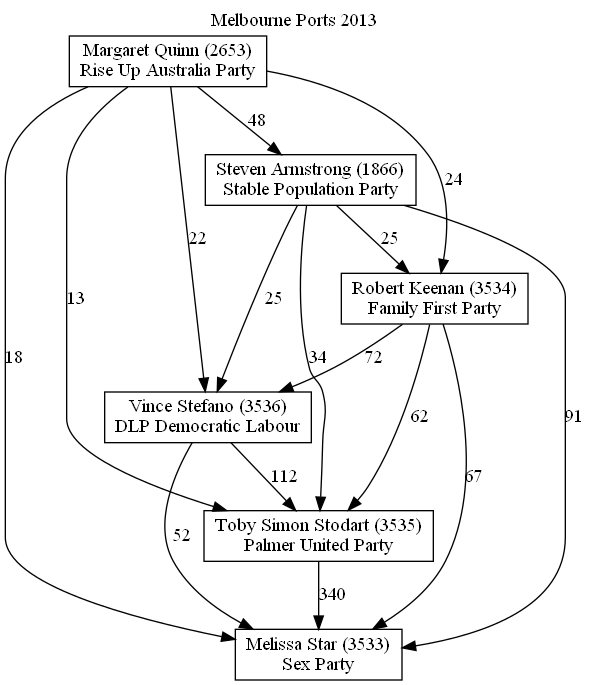 Melbourne Ports 2013
Margaret Quinn (2653)
Rise Up Australia Party
48
Steven Armstrong (1866)
Stable Population Party
24
22
25
Robert Keenan (3534)
Family First Party
13
25
18
34
72
91
Vince Stefano (3536)
DLP Democratic Labour
62
112
67
Toby Simon Stodart (3535)
Palmer United Party
52
340
Melissa Star (3533)
Sex Party